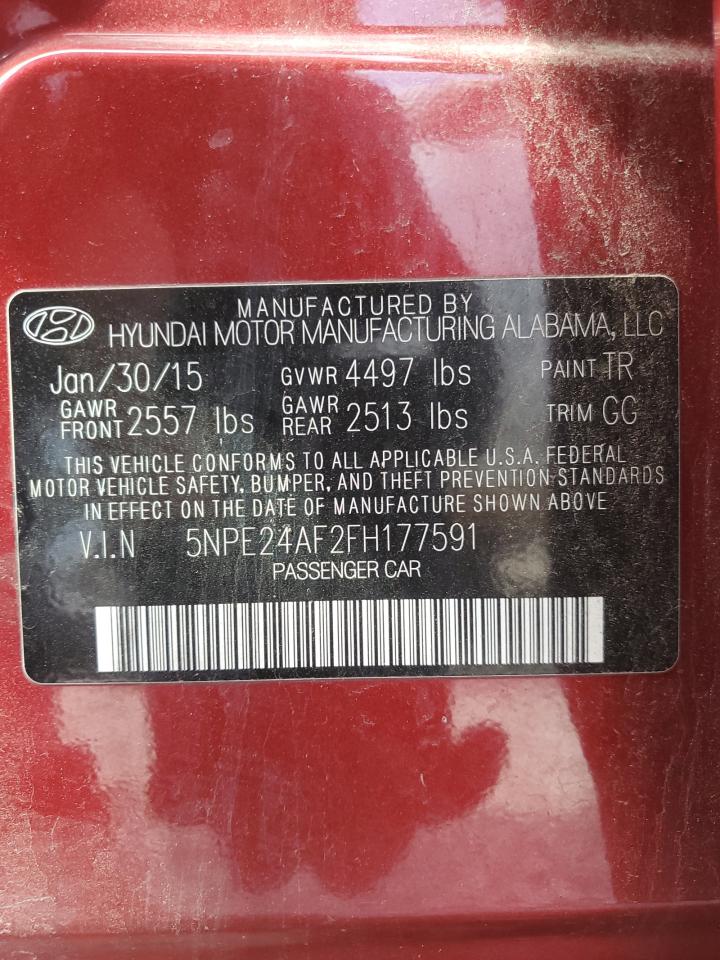 MANUFACTURED BY
HYUNDAI MOTOR MANUFACTURING ALABAMA, LLC
Jan/30/15 GVWR 4497 lbs PAINT TR
GAWR FRONT 2557 lbs GAWR REAR 2513 lbs TRIM GG
THIS VEHICLE CONFORMS TO ALL APPLICABLE U.S.A. FEDERAL
MOTOR VEHICLE SAFETY, BUMPER, AND THEFT PREVENTION STANDARDS
IN EFFECT ON THE DATE OF MANUFACTURE SHOWN ABOVE
V.I.N 5NPE24AF2FH177591
PASSENGER CAR